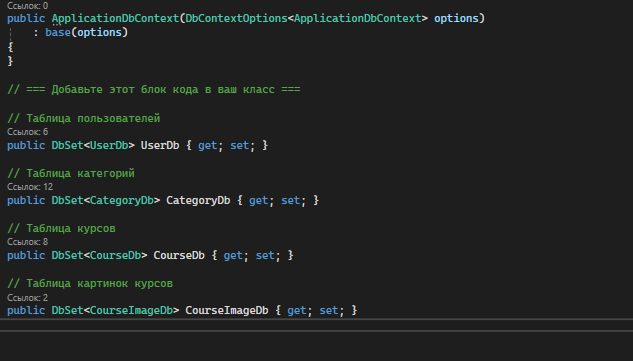 Ссылок: 0
public ApplicationDbContext(DbContextOptions<ApplicationDbContext> options)
: base(options)
{
}
// === Добавьте этот блок кода в ваш класс ===
// Таблица пользователей
Ссылок: 6
public DbSet<UserDb> UserDb { get; set; }
// Таблица категорий
Ссылок: 12
public DbSet<CategoryDb> CategoryDb { get; set; }
// Таблица курсов
Ссылок: 8
public DbSet<CourseDb> CourseDb { get; set; }
// Таблица картинок курсов
Ссылок: 2
public DbSet<CourseImageDb> CourseImageDb { get; set; }